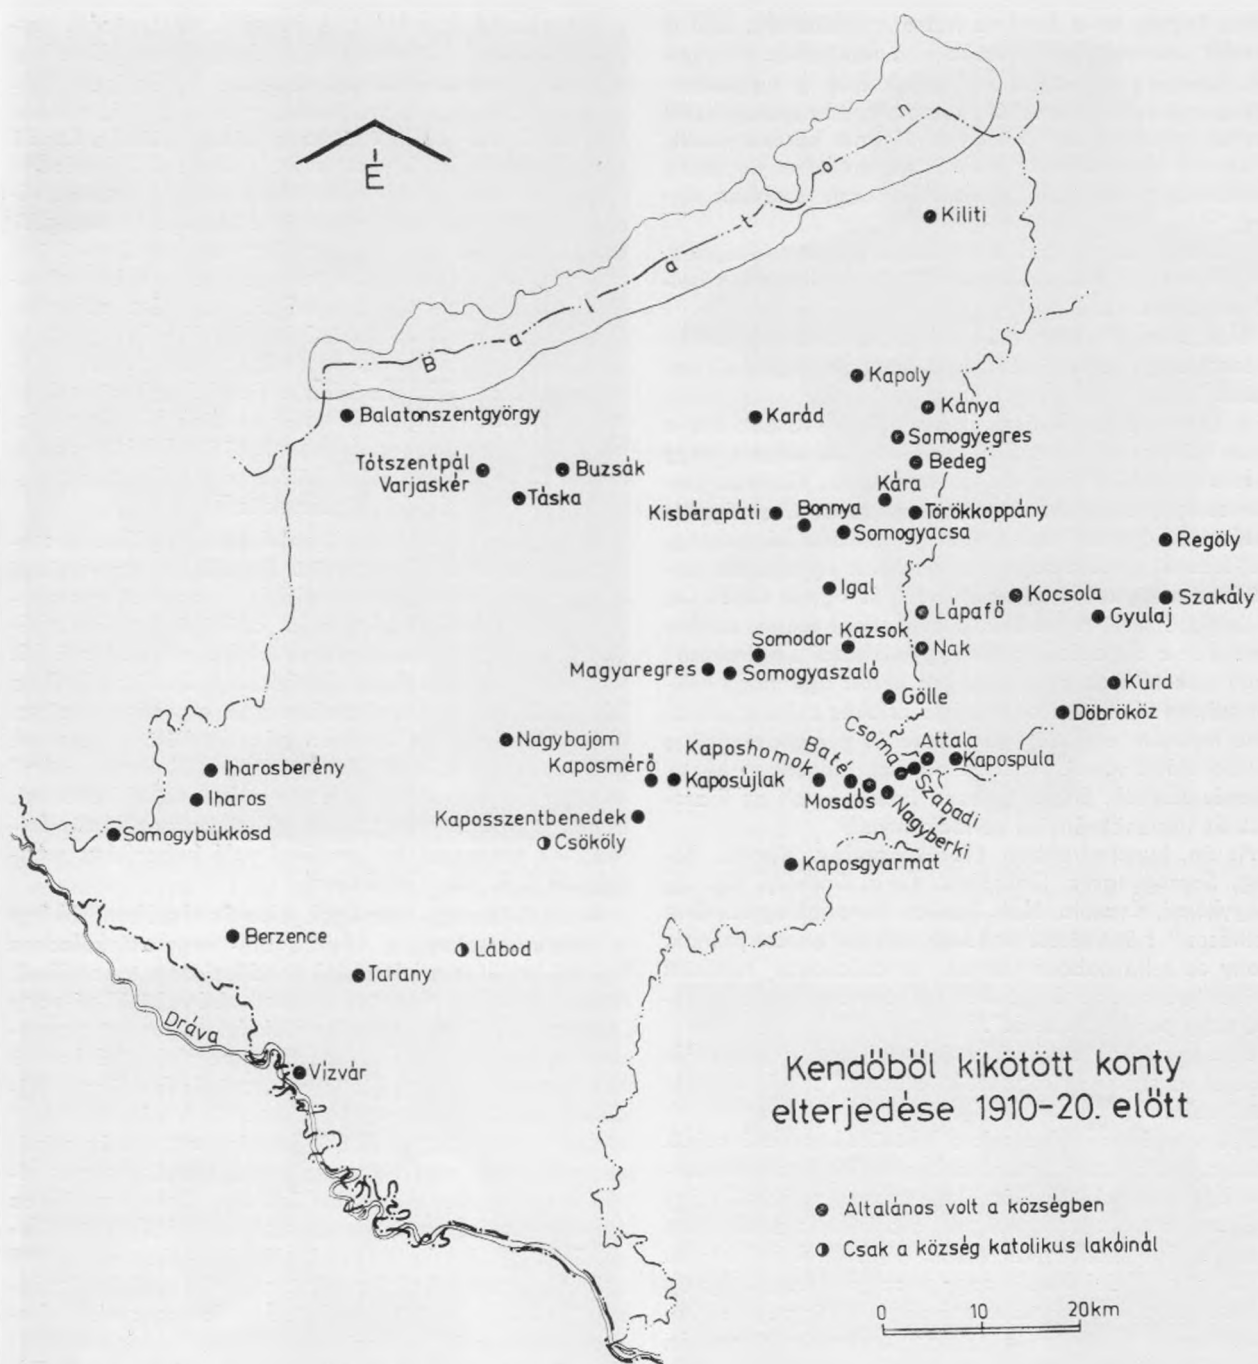 É
B a l a t o n
Kiliti
Kapoly
Kánya
Balatonszentgyörgy
Karád
Somogyegres
Tótszentpál
Varjaskér
Buzsák
Bedeg
Táska
Kára
Kisbárapáti
Bonnya
Törökkoppány
Somogyacsa
Regöly
Igal
Kocsola
Szakály
Lápafő
Gyulaj
Somodor
Kazsok
Nak
Magyaregres
Somogyaszaló
Kurd
Gölle
Döbrököz
Nagybajom
Kaposhomok
Baté
Csoma
Attala
Kaposmérő
Kaposújlak
Kapospula
Iharosberény
Mosdós
Szabadi
Iharos
Nagyberki
Kaposszentbenedek
Somogybükkösd
Csököly
Kaposgyarmat
Berzence
Lábod
Tarany
Dráva
Vízvár
Kendőből kikötött konty
elterjedése 1910-20. előtt
Általános volt a községben
Csak a község katolikus lakóinál
0 10 20km